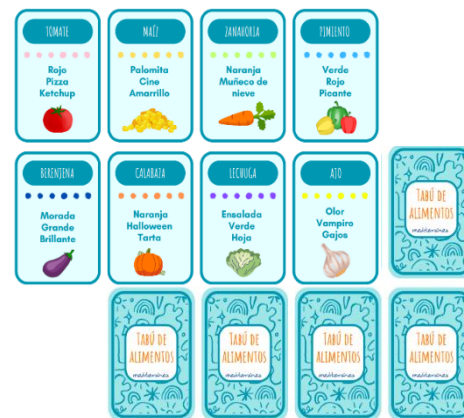 TOMATE
Rojo
Pizza
Ketchup
MAÍZ
Palomita
Cine
Amarrillo
ZANAHORIA
Naranja
Muñeco de
nieve
PIMIENTO
Verde
Rojo
Picante
BERENJENA
Morada
Grande
Brillante
CALABAZA
Naranja
Halloween
Tarta
LECHUGA
Ensalada
Verde
Hoja
AJO
Olor
Vampiro
Gajos
TABÚ DE
ALIMENTOS
TABÚ DE
ALIMENTOS
TABÚ DE
ALIMENTOS
TABÚ DE
ALIMENTOS
TABÚ DE
ALIMENTOS